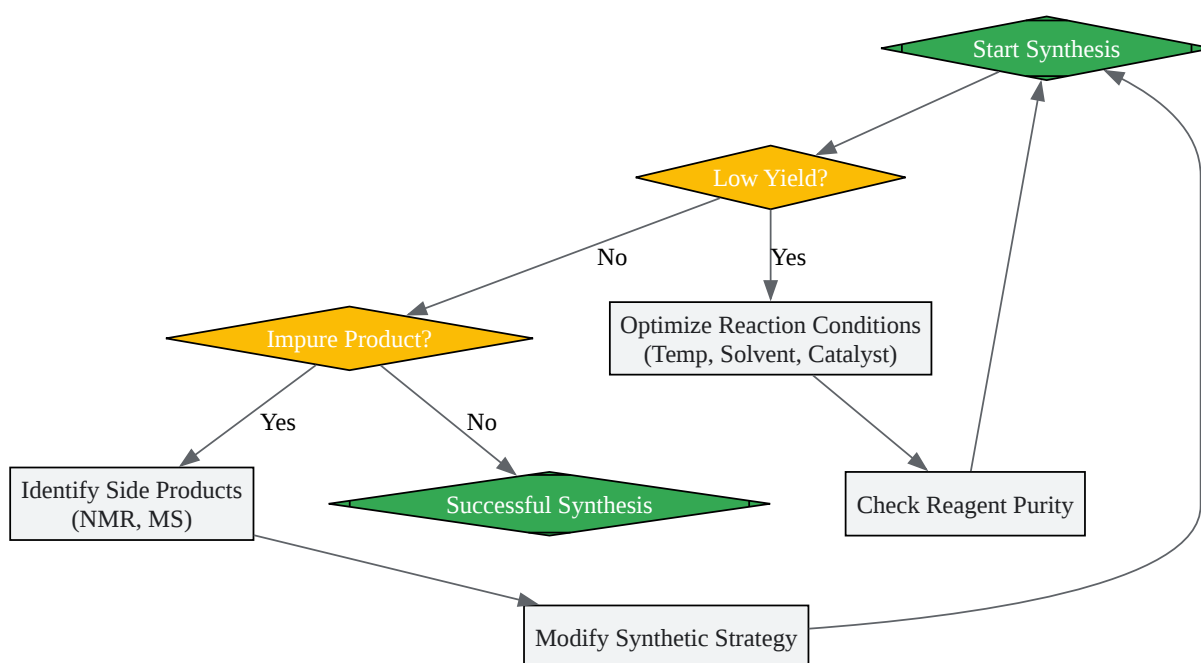 Start Synthesis
Low Yield?
No
Yes
Impure Product?
Optimize Reaction Conditions
(Temp, Solvent, Catalyst)
Yes
No
Identify Side Products
(NMR, MS)
Successful Synthesis
Check Reagent Purity
Modify Synthetic Strategy